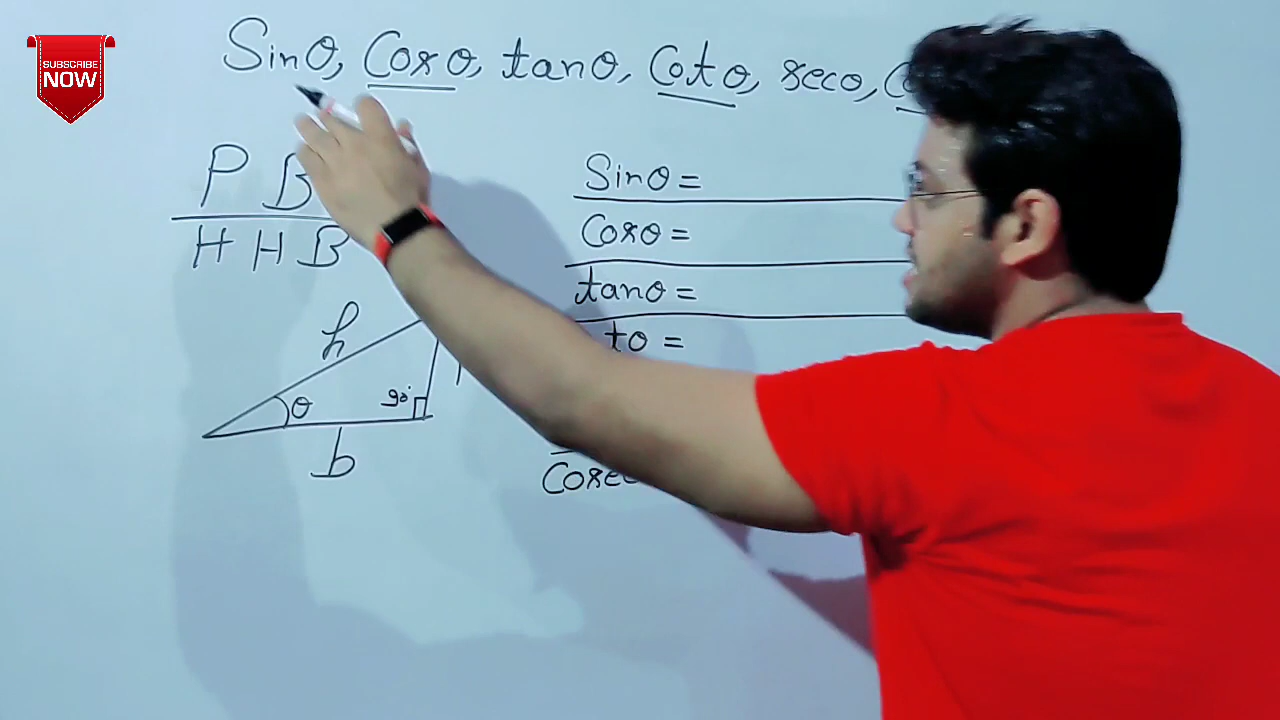 SUBSCRIBE
NOW
Sinθ, Cosθ, tanθ, Cotθ, secθ,
P B
H H B
Sinθ =
Cosθ =
tanθ =
h
θ
90°
b